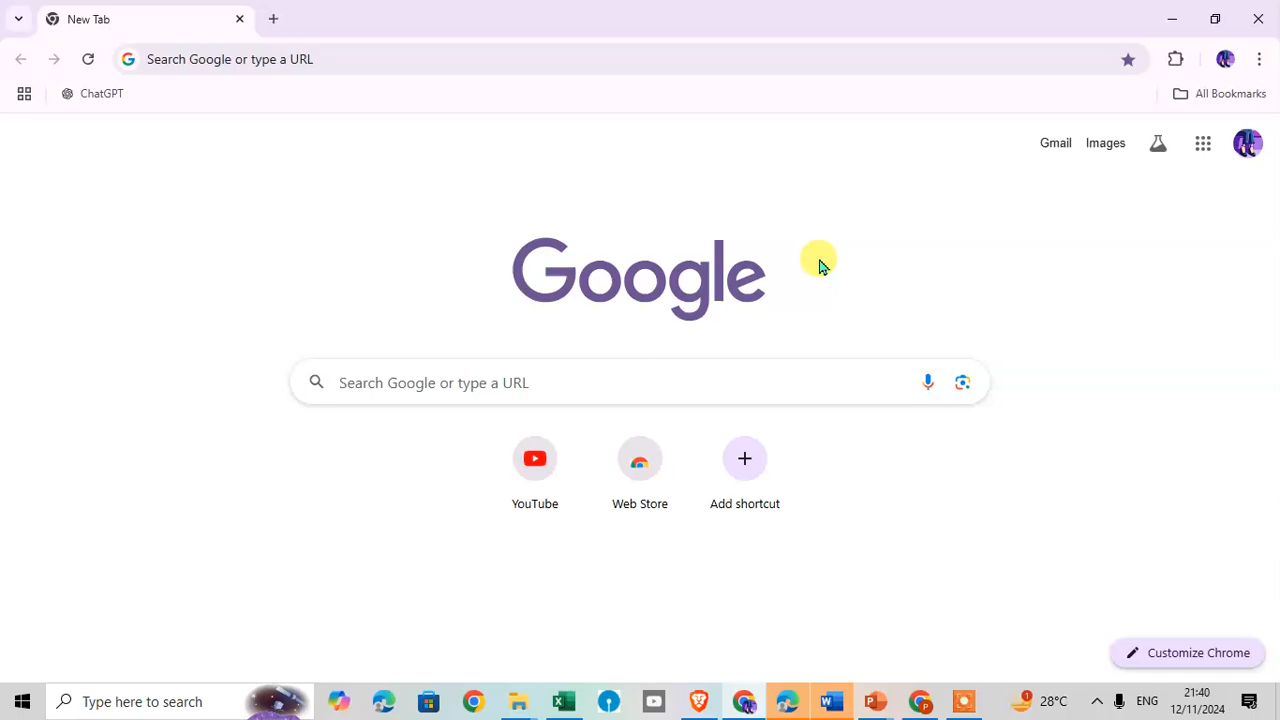 New Tab
Search Google or type a URL
ChatGPT
All Bookmarks
Gmail Images
Google
Search Google or type a URL
YouTube Web Store Add shortcut
Customize Chrome
Type here to search
1 28°C ENG 21:40
12/11/2024